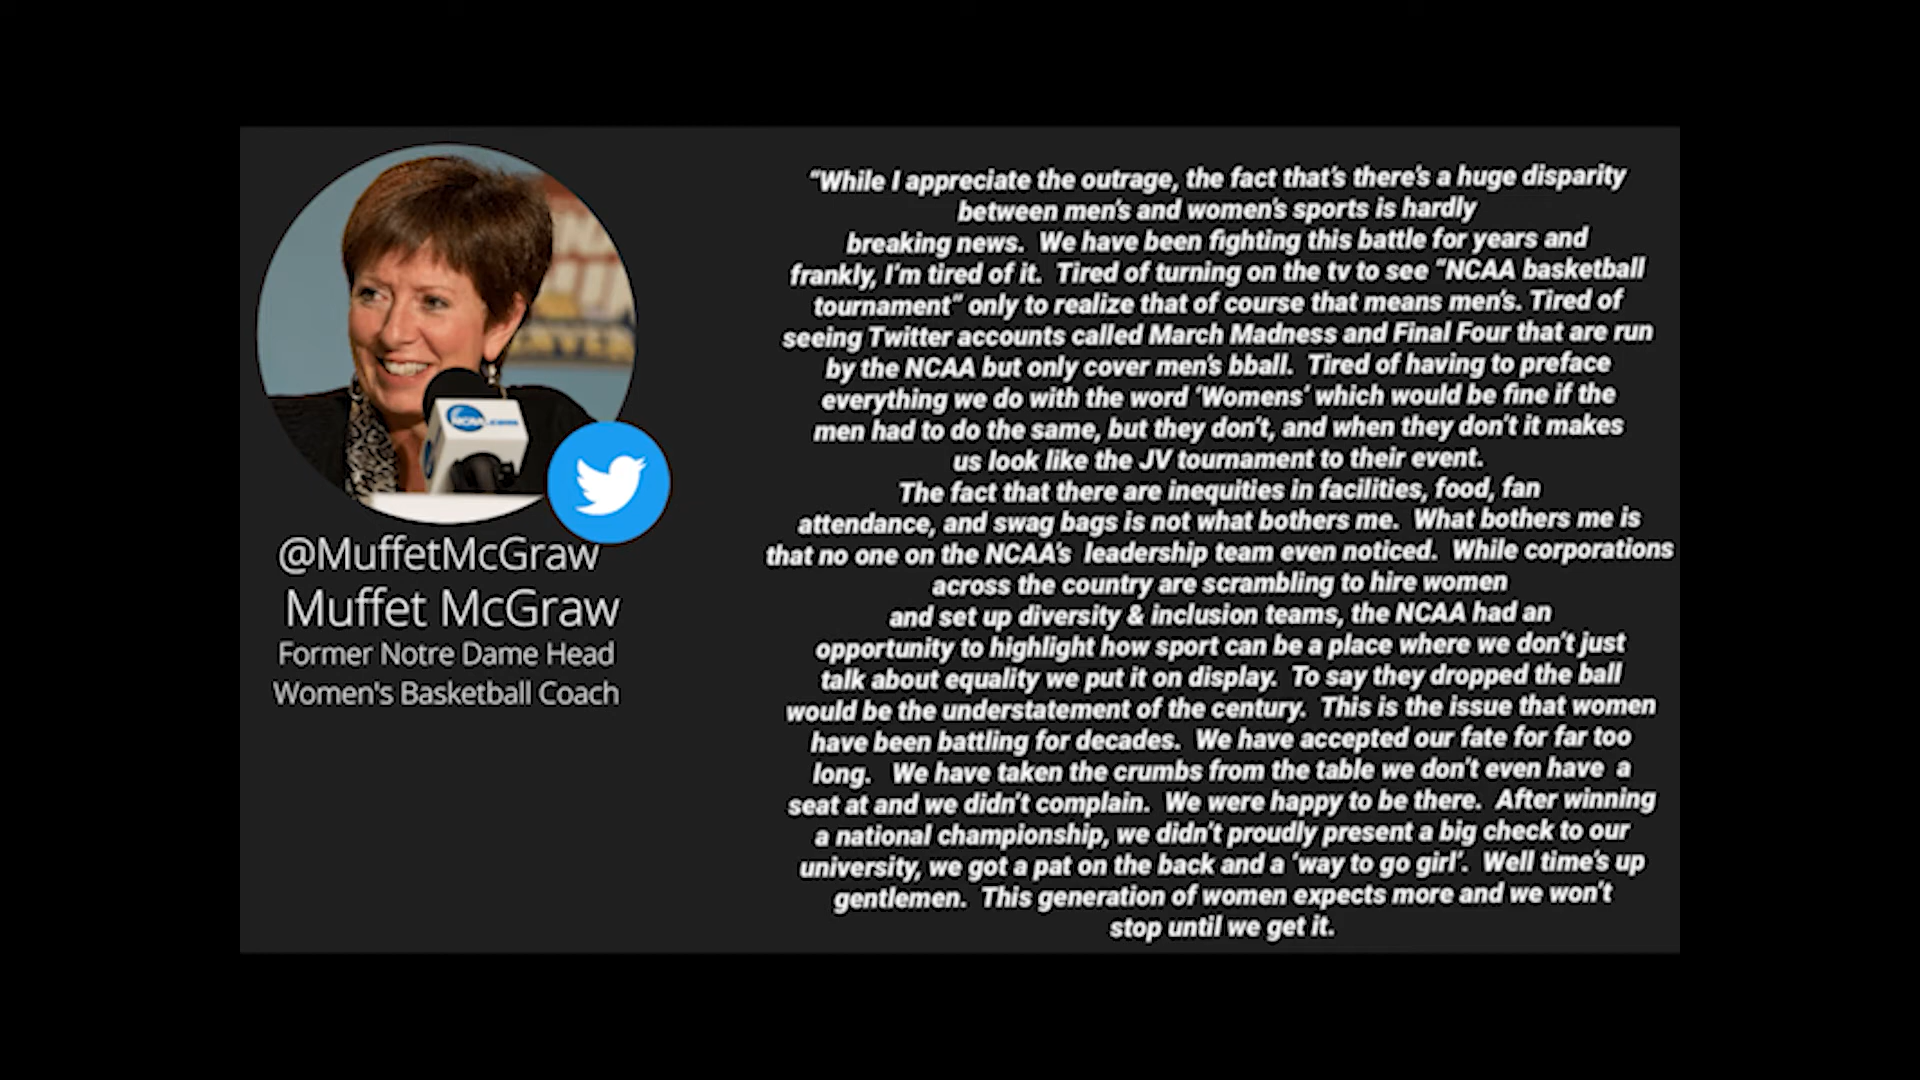 @MuffetMcGraw
Muffet McGraw
Former Notre Dame Head
Women's Basketball Coach
NCAA.com
“While I appreciate the outrage, the fact that’s there’s a huge disparity
between men’s and women’s sports is hardly
breaking news.  We have been fighting this battle for years and
frankly, I’m tired of it.  Tired of turning on the tv to see “NCAA basketball
tournament” only to realize that of course that means men’s. Tired of
seeing Twitter accounts called March Madness and Final Four that are run
by the NCAA but only cover men’s bball.  Tired of having to preface
everything we do with the word ‘Womens’ which would be fine if the
men had to do the same, but they don’t, and when they don’t it makes
us look like the JV tournament to their event.
The fact that there are inequities in facilities, food, fan
attendance, and swag bags is not what bothers me.  What bothers me is
that no one on the NCAA’s  leadership team even noticed.  While corporations
across the country are scrambling to hire women
and set up diversity & inclusion teams, the NCAA had an
opportunity to highlight how sport can be a place where we don’t just
talk about equality we put it on display.  To say they dropped the ball
would be the understatement of the century.  This is the issue that women
have been battling for decades.  We have accepted our fate for far too
long.   We have taken the crumbs from the table we don’t even have  a
seat at and we didn’t complain.  We were happy to be there.  After winning
a national championship, we didn’t proudly present a big check to our
university, we got a pat on the back and a ‘way to go girl’.  Well time’s up
gentlemen.  This generation of women expects more and we won’t
stop until we get it.